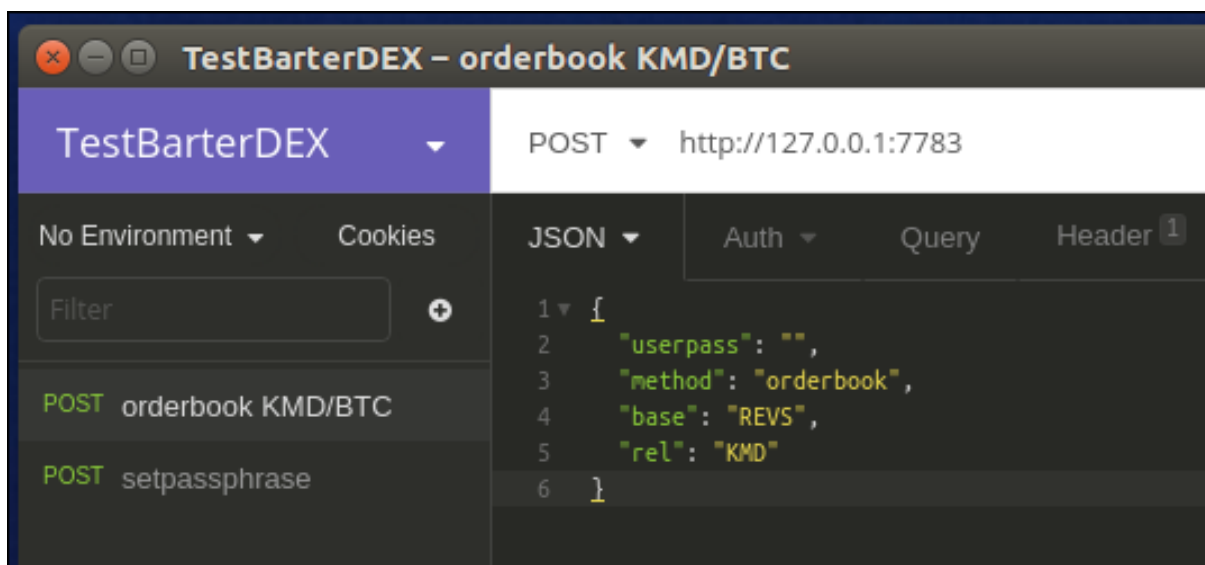 TestBarterDEX – orderbook KMD/BTC
TestBarterDEX
POST http://127.0.0.1:7783
No Environment Cookies
JSON Auth Query Header 1
Filter
1 {
2 "userpass": "",
3 "method": "orderbook",
4 "base": "REVS",
5 "rel": "KMD"
6 }
POST orderbook KMD/BTC
POST setpassphrase